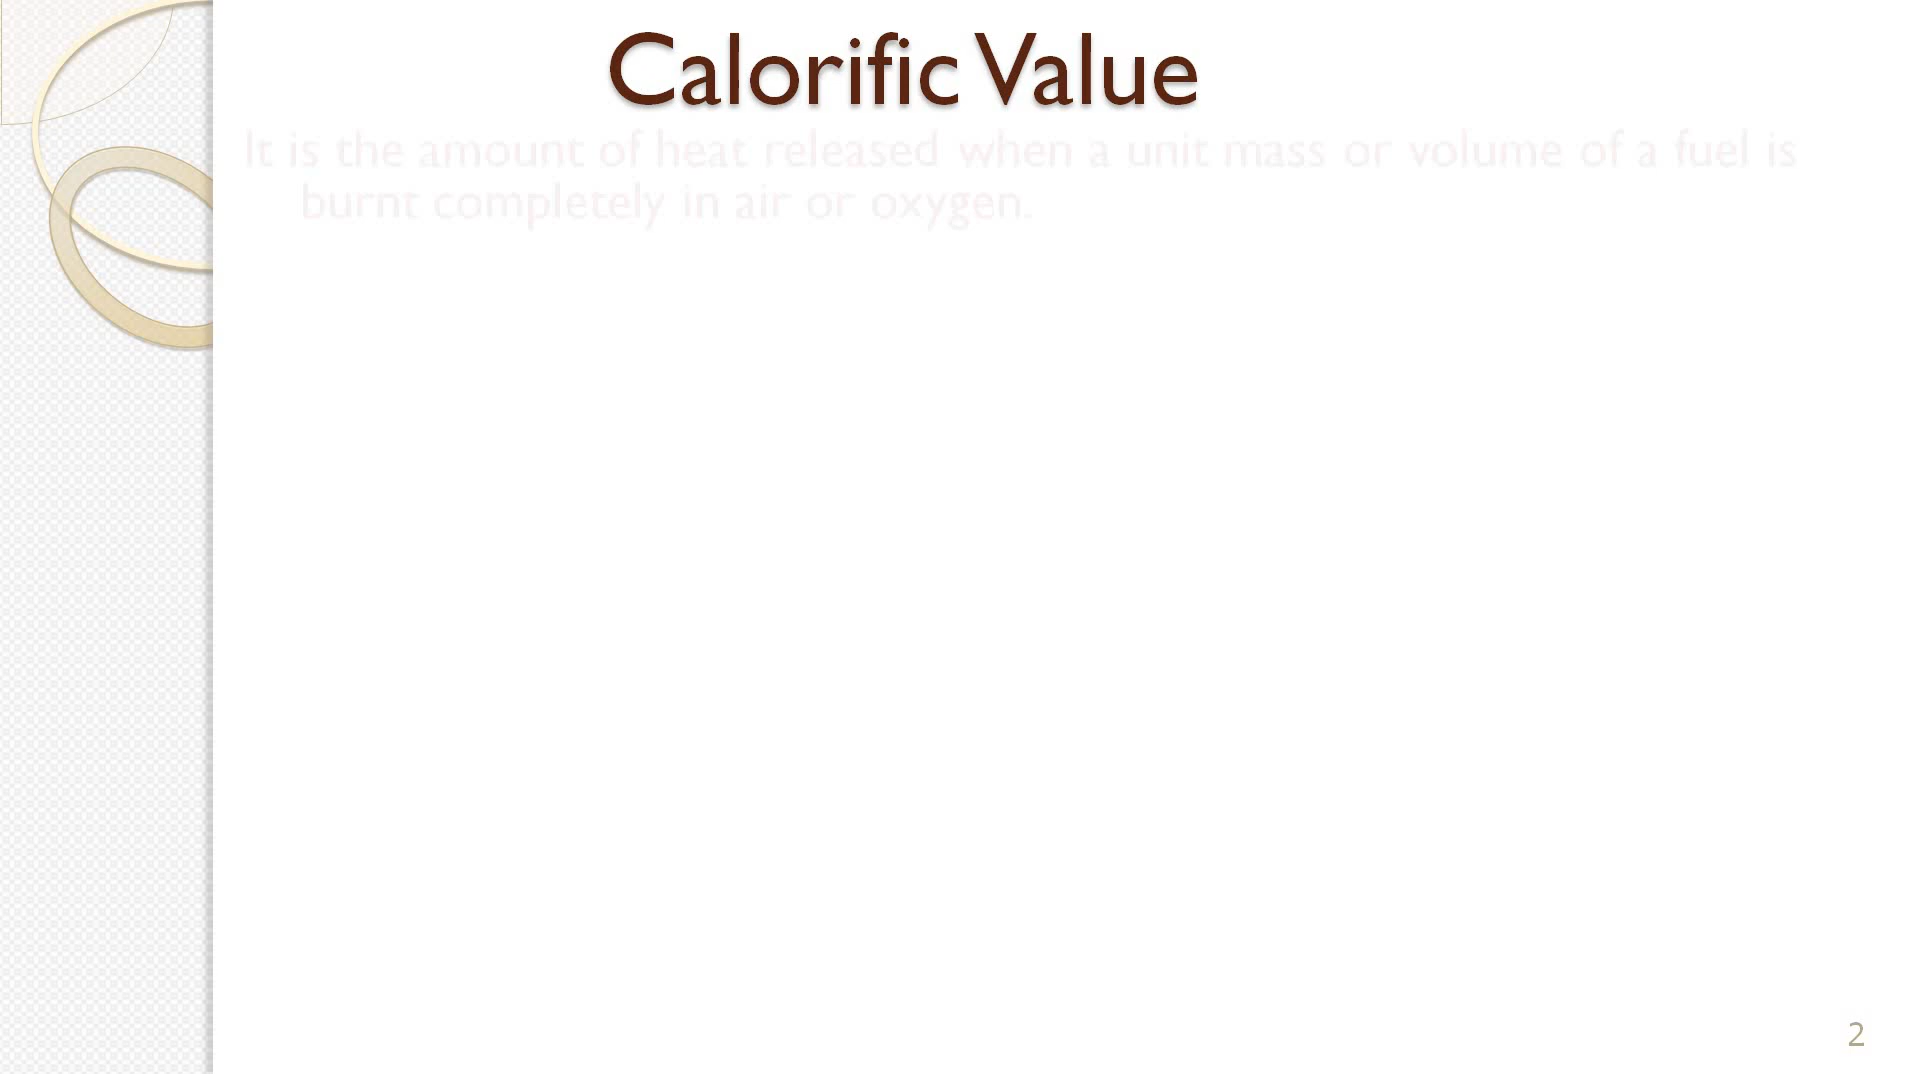 Calorific Value
It is the amount of heat released when a unit mass or volume of a fuel is
burnt completely in air or oxygen.
2